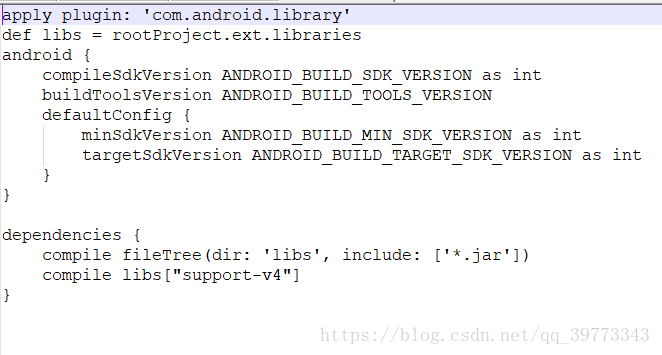 apply plugin: 'com.android.library'
def libs = rootProject.ext.libraries
android {
    compileSdkVersion ANDROID_BUILD_SDK_VERSION as int
    buildToolsVersion ANDROID_BUILD_TOOLS_VERSION
    defaultConfig {
        minSdkVersion ANDROID_BUILD_MIN_SDK_VERSION as int
        targetSdkVersion ANDROID_BUILD_TARGET_SDK_VERSION as int
    }
}

dependencies {
    compile fileTree(dir: 'libs', include: ['*.jar'])
    compile libs["support-v4"]
}
https://blog.csdn.net/qq_39773343